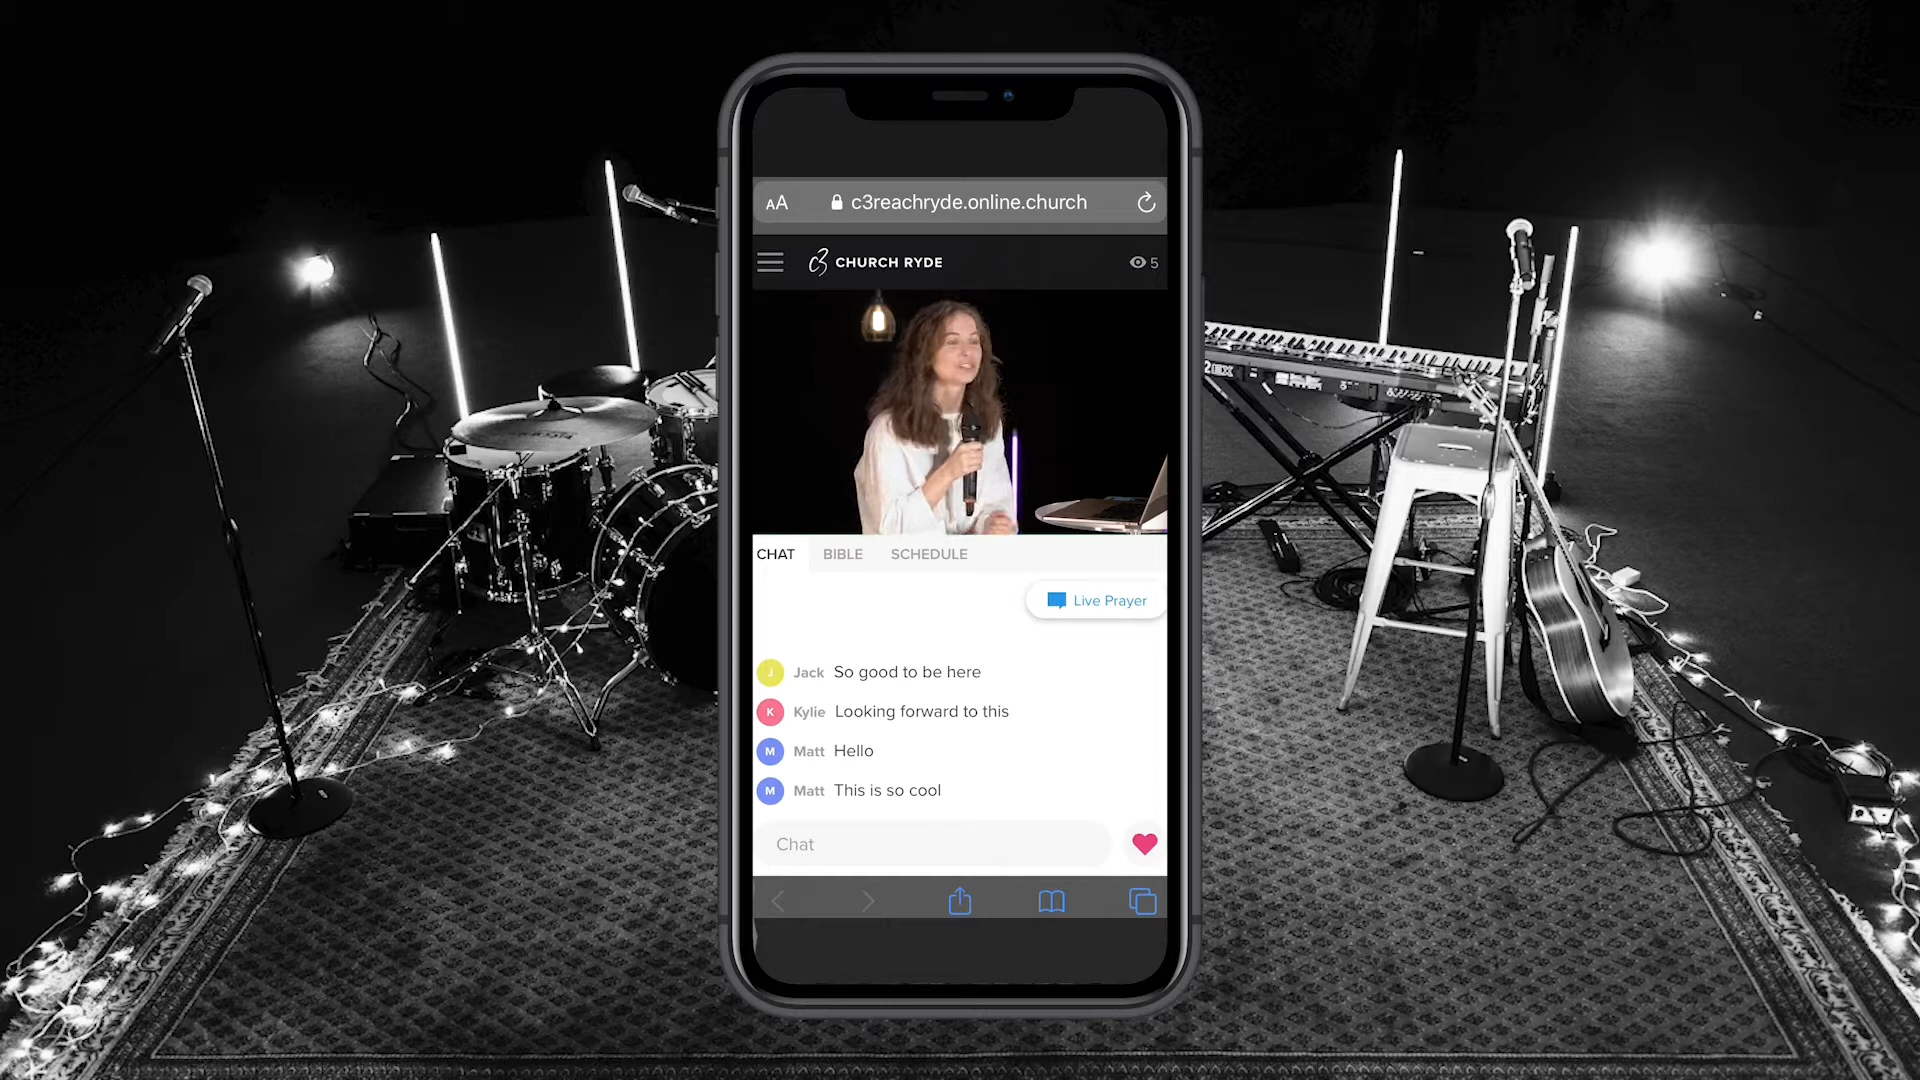 AA c3reachryde.online.church
c3 CHURCH RYDE 5
CHAT BIBLE SCHEDULE
Live Prayer
J Jack So good to be here
K Kylie Looking forward to this
M Matt Hello
M Matt This is so cool
Chat